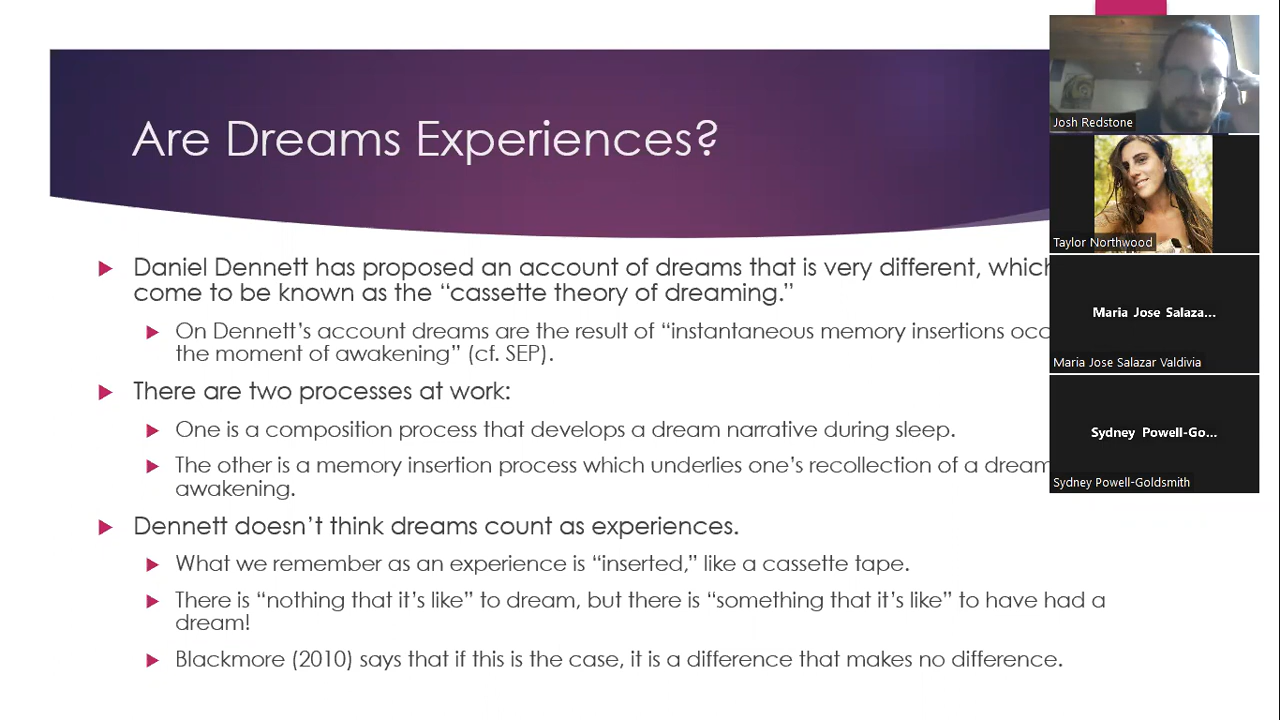 Are Dreams Experiences?
Daniel Dennett has proposed an account of dreams that is very different, which
come to be known as the “cassette theory of dreaming.”
On Dennett’s account dreams are the result of “instantaneous memory insertions
the moment of awakening” (cf. SEP).
There are two processes at work:
One is a composition process that develops a dream narrative during sleep.
The other is a memory insertion process which underlies one’s recollection of a dream
awakening.
Dennett doesn’t think dreams count as experiences.
What we remember as an experience is “inserted,” like a cassette tape.
There is “nothing that it’s like” to dream, but there is “something that it’s like” to have had a
dream!
Blackmore (2010) says that if this is the case, it is a difference that makes no difference.
Josh Redstone
Taylor Northwood
Maria Jose Salaza...
Maria Jose Salazar Valdivia
Sydney Powell-Go...
Sydney Powell-Goldsmith